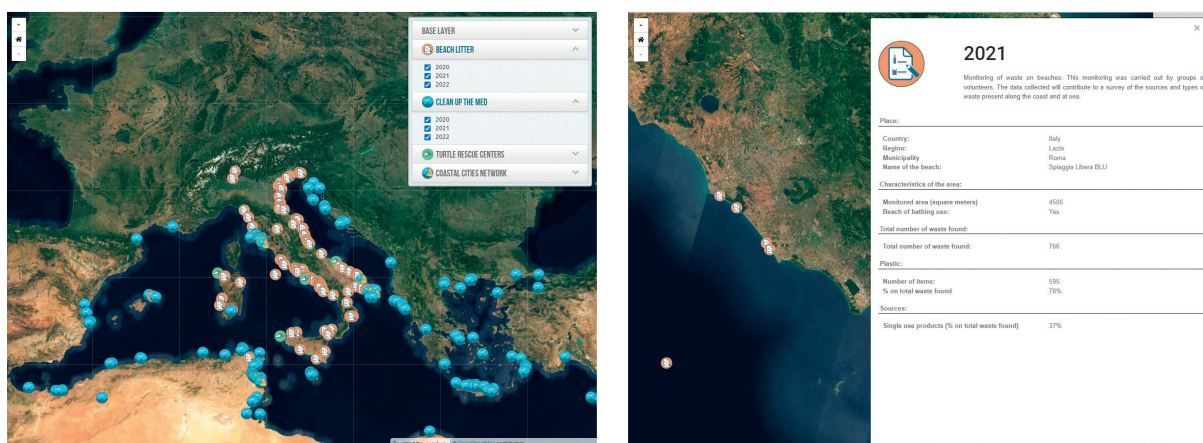 BASE LAYER
BEACH LITTER
2020
2021
2022
CLEAN UP THE MED
2020
2021
2022
TURTLE RESCUE CENTERS
COASTAL CITIES NETWORK
2021
Monitoring of waste on beaches. This monitoring was carried out by groups of
volunteers. The data collected will contribute to a survey of the sources and types of
waste present along the coast and at sea.
Place:
Country: Italy
Region: Lazio
Municipality Roma
Name of the beach: Spiaggia Libera BLU
Characteristics of the area:
Monitored area (square meters) 4500
Beach of bathing use: Yes
Total number of waste found:
Total number of waste found: 766
Plastic:
Number of items: 595
% on total waste found 78%
Sources:
Single use products (% on total waste found) 37%